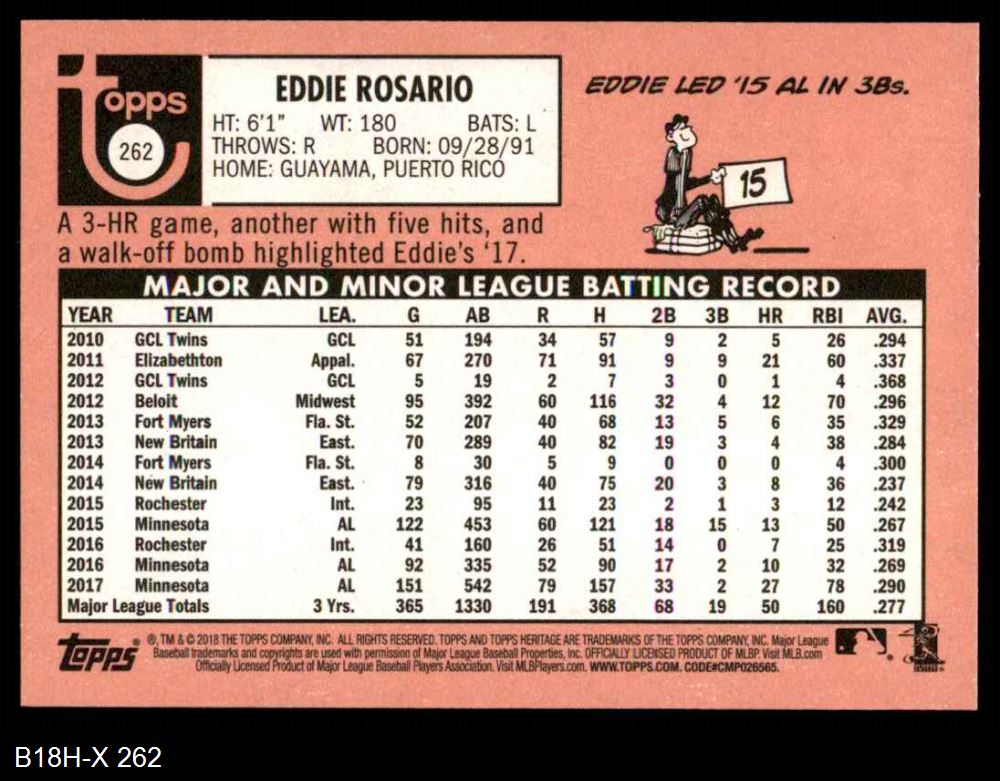 Topps
262
EDDIE ROSARIO
HT: 6'1" WT: 180 BATS: L
THROWS: R BORN: 09/28/91
HOME: GUAYAMA, PUERTO RICO
EDDIE LED '15 AL IN 3Bs.
15
A 3-HR game, another with five hits, and
a walk-off bomb highlighted Eddie's '17.
MAJOR AND MINOR LEAGUE BATTING RECORD
YEAR TEAM LEA. G AB R H 2B 3B HR RBI AVG.
2010 GCL Twins GCL 51 194 34 57 9 2 5 26 .294
2011 Elizabethton Appal. 67 270 71 91 9 9 21 60 .337
2012 GCL Twins GCL 5 19 2 7 3 0 1 4 .368
2012 Beloit Midwest 95 392 60 116 32 4 12 70 .296
2013 Fort Myers Fla. St. 52 207 40 68 13 5 6 35 .329
2013 New Britain East. 70 289 40 82 19 3 4 38 .284
2014 Fort Myers Fla. St. 8 30 5 9 0 0 0 4 .300
2014 New Britain East. 79 316 40 75 20 3 8 36 .237
2015 Rochester Int. 23 95 11 23 2 1 3 12 .242
2015 Minnesota AL 122 453 60 121 18 15 13 50 .267
2016 Rochester Int. 41 160 26 51 14 0 7 25 .319
2016 Minnesota AL 92 335 52 90 17 2 10 32 .269
2017 Minnesota AL 151 542 79 157 33 2 27 78 .290
Major League Totals 3 Yrs. 365 1330 191 368 68 19 50 160 .277
Topps ® ®, TM & © 2018 THE TOPPS COMPANY, INC. ALL RIGHTS RESERVED. TOPPS AND TOPPS HERITAGE ARE TRADEMARKS OF THE TOPPS COMPANY, INC. Major League
Baseball trademarks and copyrights are used with permission of Major League Baseball Properties, Inc. OFFICIALLY LICENSED PRODUCT OF MLBP. Visit MLB.com
Officially Licensed Product of Major League Baseball Players Association. Visit MLBPlayers.com. WWW.TOPPS.COM. CODE#CMP026565.
B18H-X 262